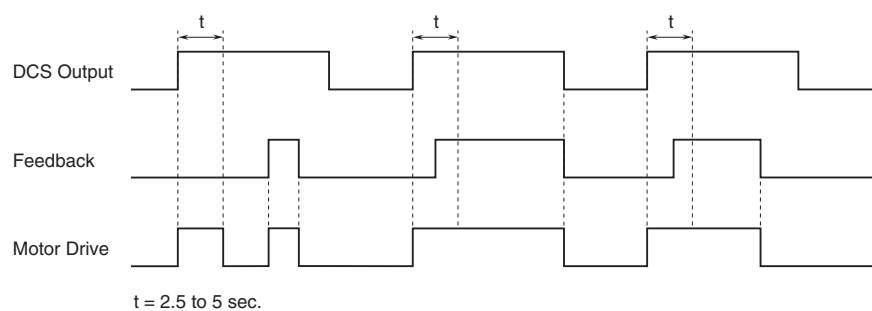 t t t
DCS Output
Feedback
Motor Drive
t = 2.5 to 5 sec.